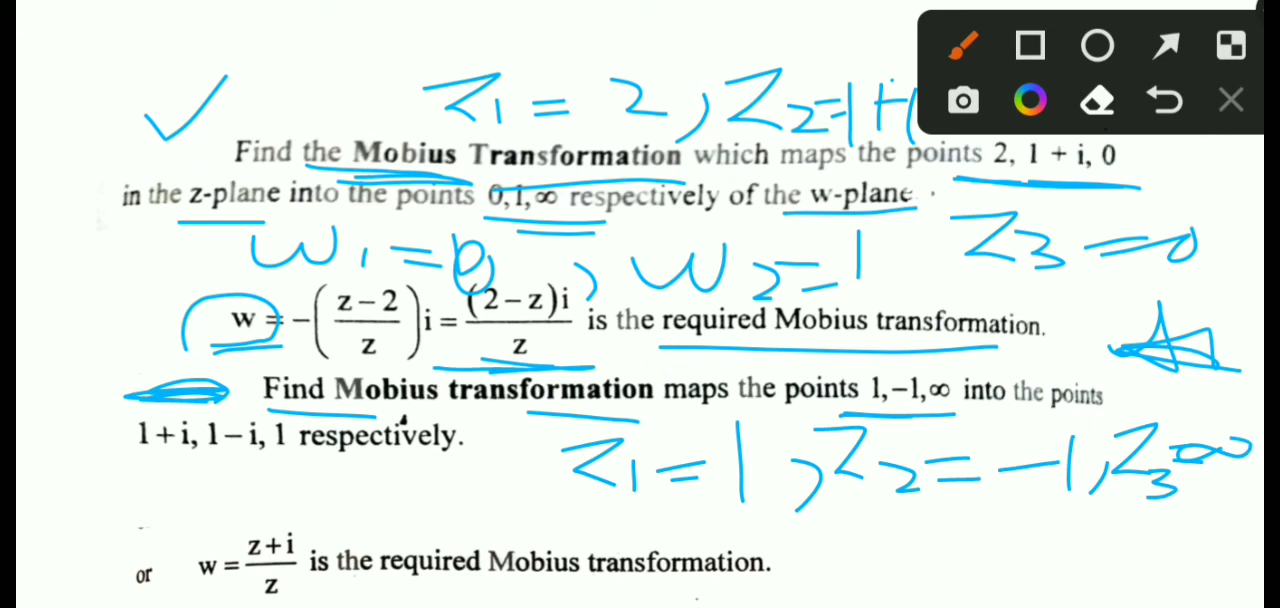 Z₁ = 2, Z₂=1+i
Find the Mobius Transformation which maps the points 2, 1 + i, 0
in the z-plane into the points 0,1,∞ respectively of the w-plane .
W₁ = 0, W₂=1 Z₃=0
w = -((z-2)/z)i = (2-z)i/z is the required Mobius transformation.
Find Mobius transformation maps the points 1,-1,∞ into the points
1+i, 1-i, 1 respectively.
Z₁=1, Z₂=-1, Z₃=∞
or w = (z+i)/z is the required Mobius transformation.